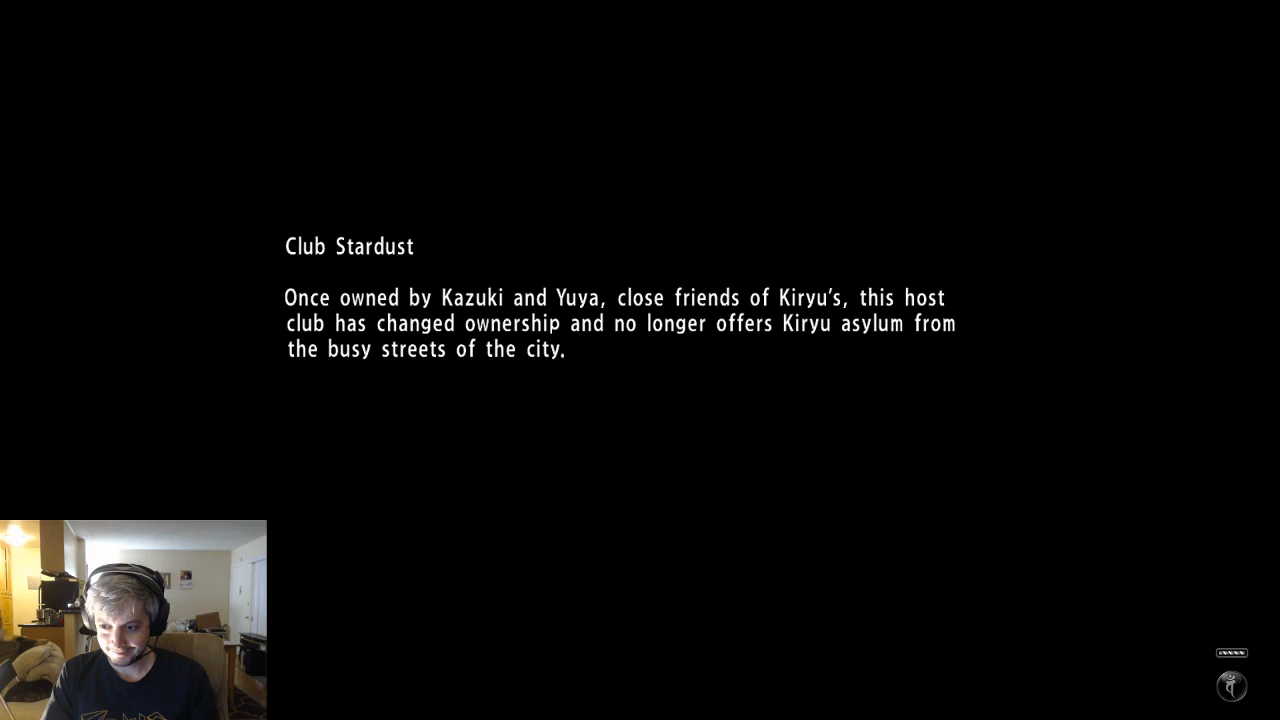 Club Stardust
Once owned by Kazuki and Yuya, close friends of Kiryu's, this host
club has changed ownership and no longer offers Kiryu asylum from
the busy streets of the city.